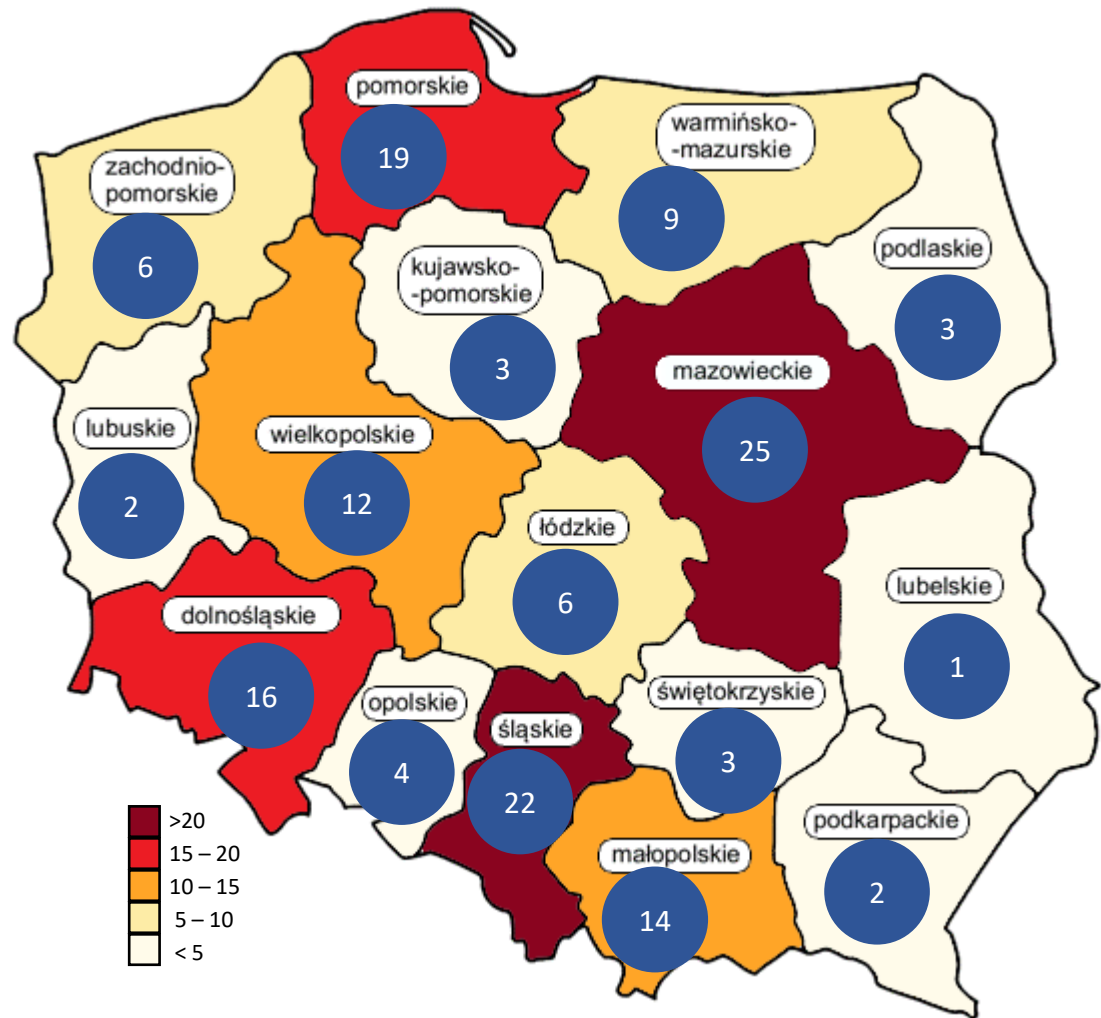 pomorskie
19
warmińsko-
-mazurskie
9
zachodnio-
pomorskie
6
podlaskie
3
kujawsko-
-pomorskie
3
mazowieckie
25
lubuskie
2
wielkopolskie
12
łódzkie
6
lubelskie
1
dolnośląskie
16
opolskie
4
śląskie
22
świętokrzyskie
3
podkarpackie
2
małopolskie
14
>20
15 – 20
10 – 15
5 – 10
< 5